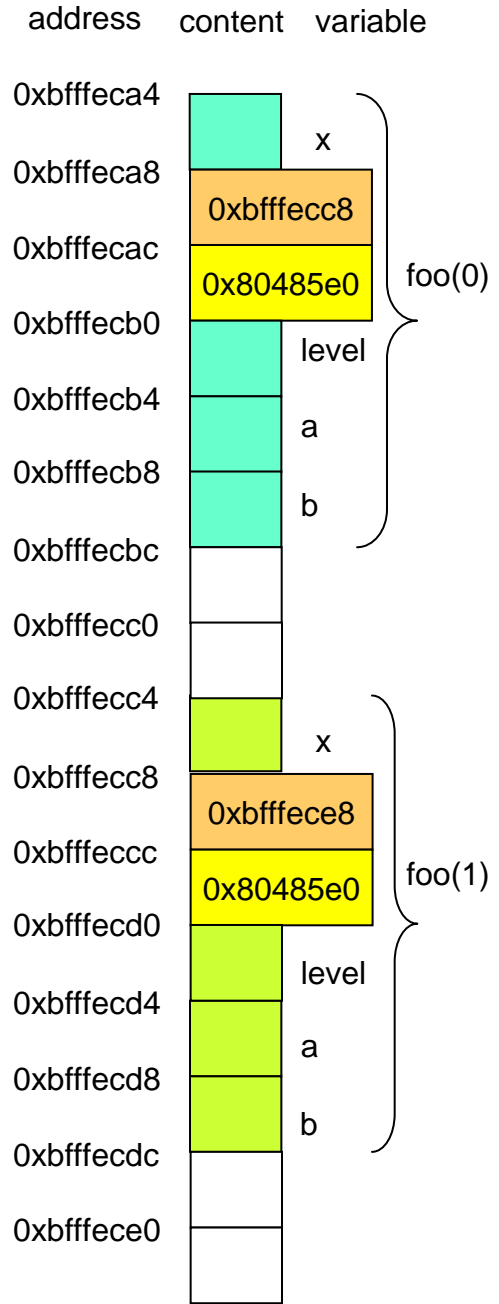 address content variable
0xbfffeca4
x
0xbfffeca8
0xbfffecc8
0xbfffecac
foo(0)
0x80485e0
0xbfffecb0
level
0xbfffecb4
a
0xbfffecb8
b
0xbfffecbc
0xbfffecc0
0xbfffecc4
x
0xbfffecc8
0xbfffece8
0xbfffeccc
foo(1)
0x80485e0
0xbfffecd0
level
0xbfffecd4
a
0xbfffecd8
b
0xbfffecdc
0xbfffece0